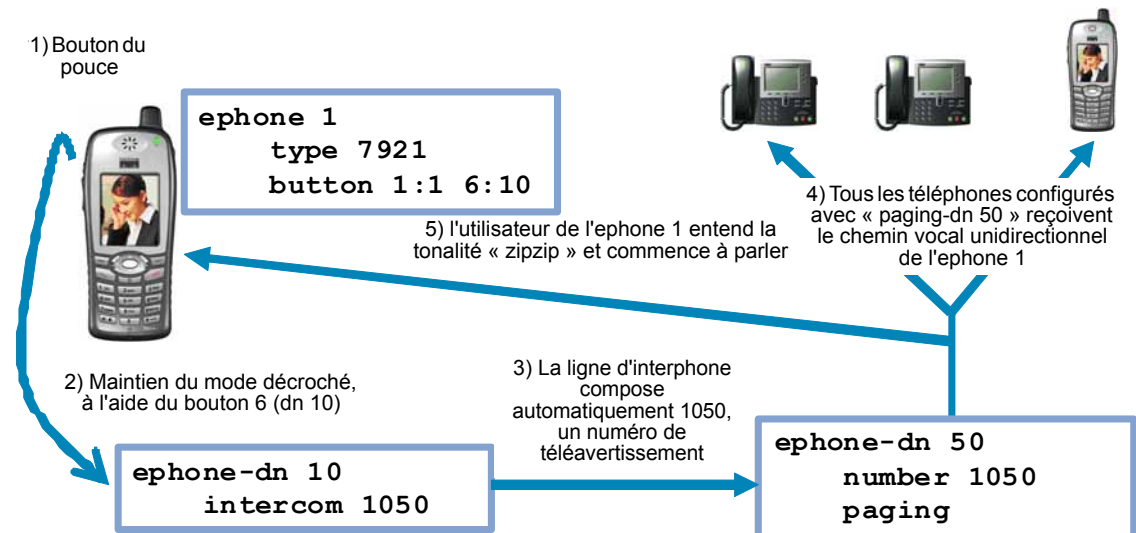 1) Bouton du
pouce
ephone 1
type 7921
button 1:1 6:10
5) l'utilisateur de l'ephone 1 entend la
tonalité « zipzip » et commence à parler
4) Tous les téléphones configurés
avec « paging-dn 50 » reçoivent
le chemin vocal unidirectionnel
de l'ephone 1
2) Maintien du mode décroché,
à l'aide du bouton 6 (dn 10)
3) La ligne d'interphone
compose
automatiquement 1050,
un numéro de
téléavertissement
ephone-dn 10
intercom 1050
ephone-dn 50
number 1050
paging